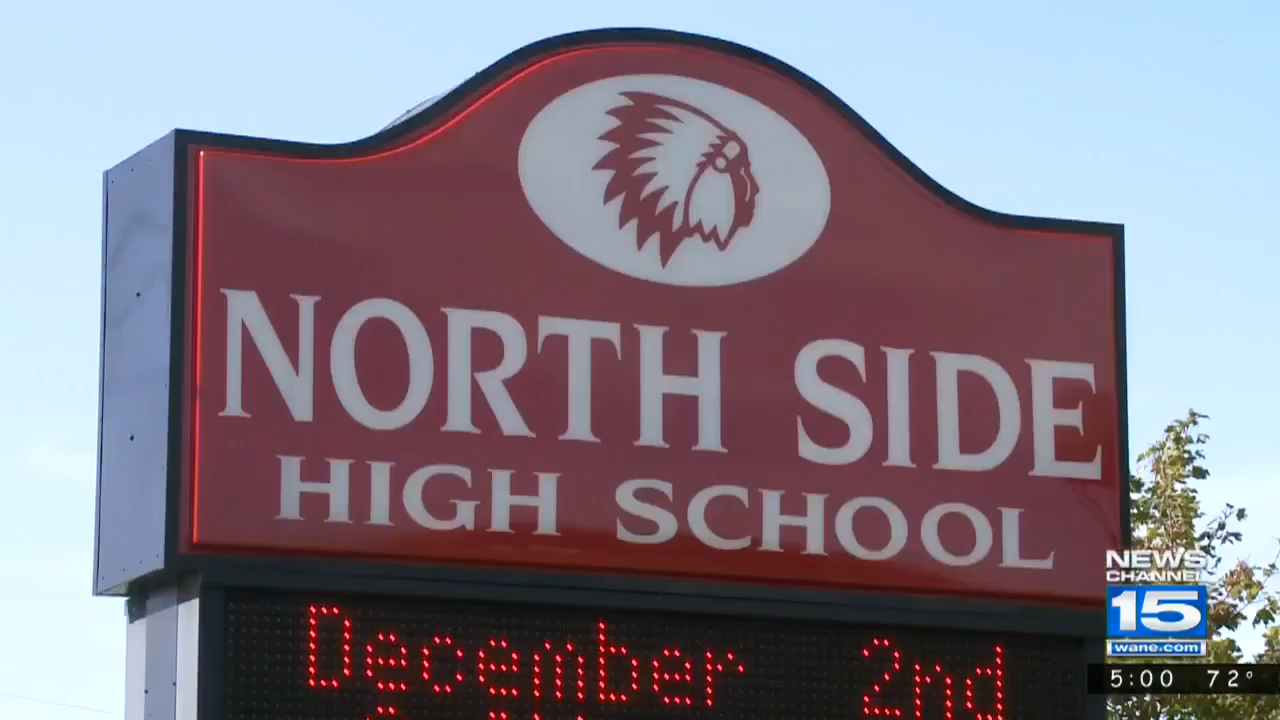 NORTH SIDE
HIGH SCHOOL
December 2nd
NEWS
CHANNEL
15
wane.com
5:00 72°